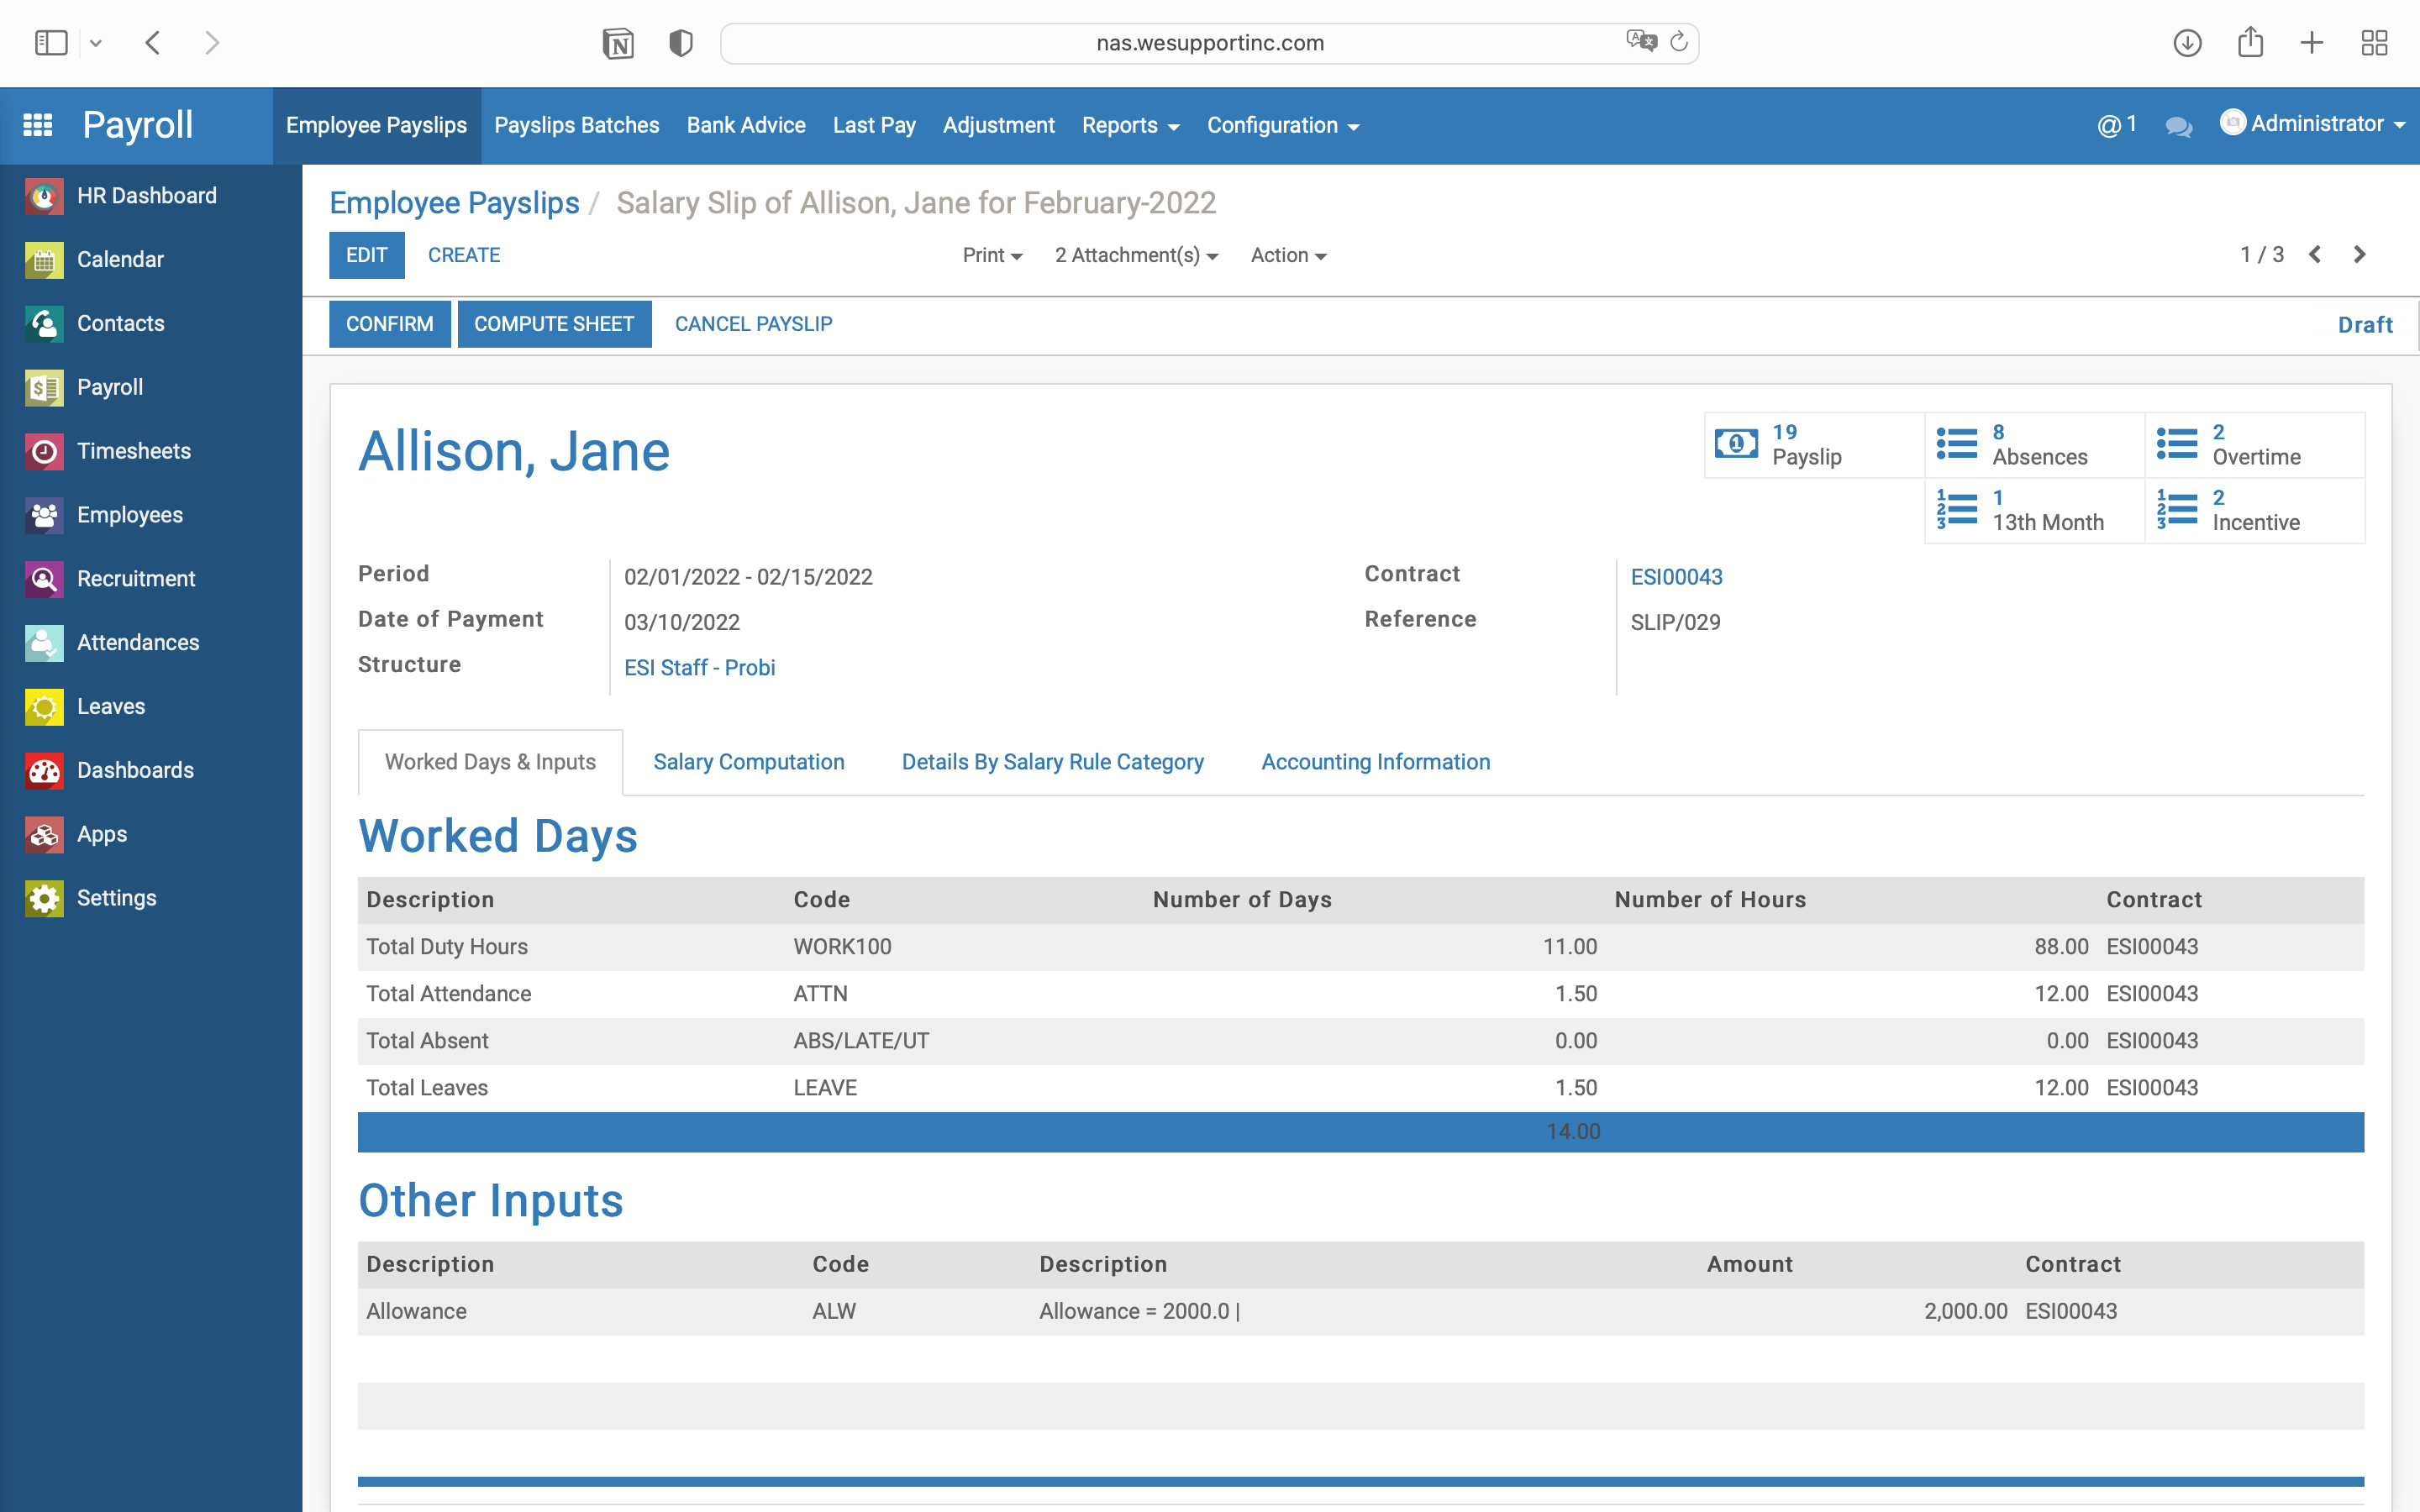 nas.wesupportinc.com
Payroll
Employee Payslips Payslips Batches Bank Advice Last Pay Adjustment Reports Configuration
@ 1 Administrator
HR Dashboard
Calendar
Contacts
Payroll
Timesheets
Employees
Recruitment
Attendances
Leaves
Dashboards
Apps
Settings
Employee Payslips / Salary Slip of Allison, Jane for February-2022
EDIT CREATE Print 2 Attachment(s) Action 1 / 3
CONFIRM COMPUTE SHEET CANCEL PAYSLIP Draft
Allison, Jane
19 Payslip
8 Absences
2 Overtime
1 13th Month
2 Incentive
Period 02/01/2022 - 02/15/2022 Contract ESI00043
Date of Payment 03/10/2022 Reference SLIP/029
Structure ESI Staff - Probi
Worked Days & Inputs Salary Computation Details By Salary Rule Category Accounting Information
Worked Days
Description Code Number of Days Number of Hours Contract
Total Duty Hours WORK100 11.00 88.00 ESI00043
Total Attendance ATTN 1.50 12.00 ESI00043
Total Absent ABS/LATE/UT 0.00 0.00 ESI00043
Total Leaves LEAVE 1.50 12.00 ESI00043
14.00
Other Inputs
Description Code Description Amount Contract
Allowance ALW Allowance = 2000.0 | 2,000.00 ESI00043